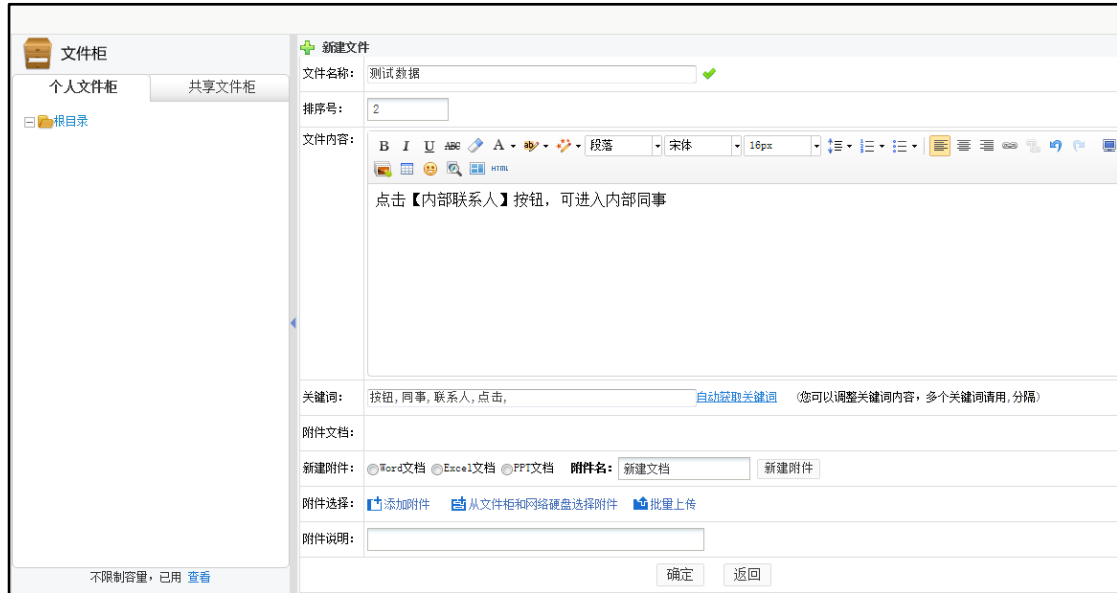 文件柜
个人文件柜 共享文件柜
根目录
不限制容量，已用 查看
新建文件
文件名称： 测试数据
排序号： 2
文件内容：
B I U ABC A ab 段落 宋体 16px
HTML
点击【内部联系人】按钮，可进入内部同事
关键词： 按钮,同事,联系人,点击, 自动获取关键词 （您可以调整关键词内容，多个关键词请用,分隔）
附件文档：
新建附件： Word文档 Excel文档 PPT文档 附件名： 新建文档 新建附件
附件选择： 添加附件 从文件柜和网络硬盘选择附件 批量上传
附件说明：
确定 返回